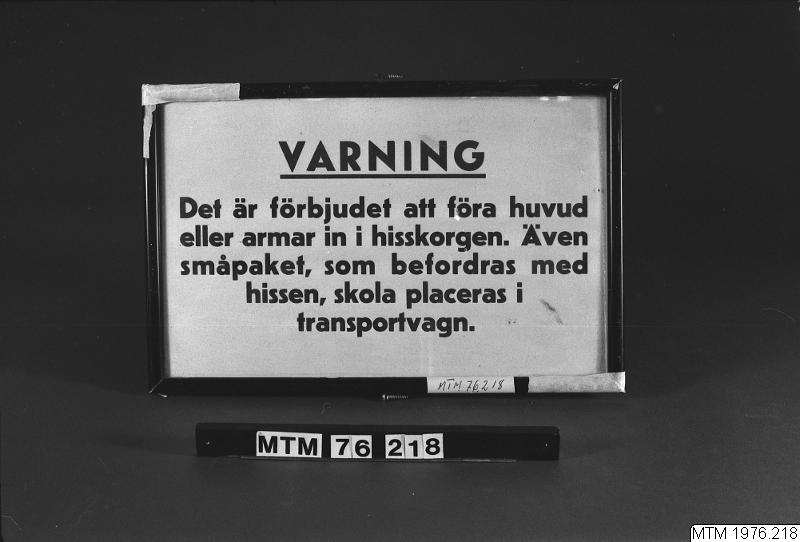 VARNING
Det är förbjudet att föra huvud
eller armar in i hisskorgen. Även
småpaket, som befordras med
hissen, skola placeras i
transportvagn.
MTM 76218
MTM 76 218
MTM 1976.218